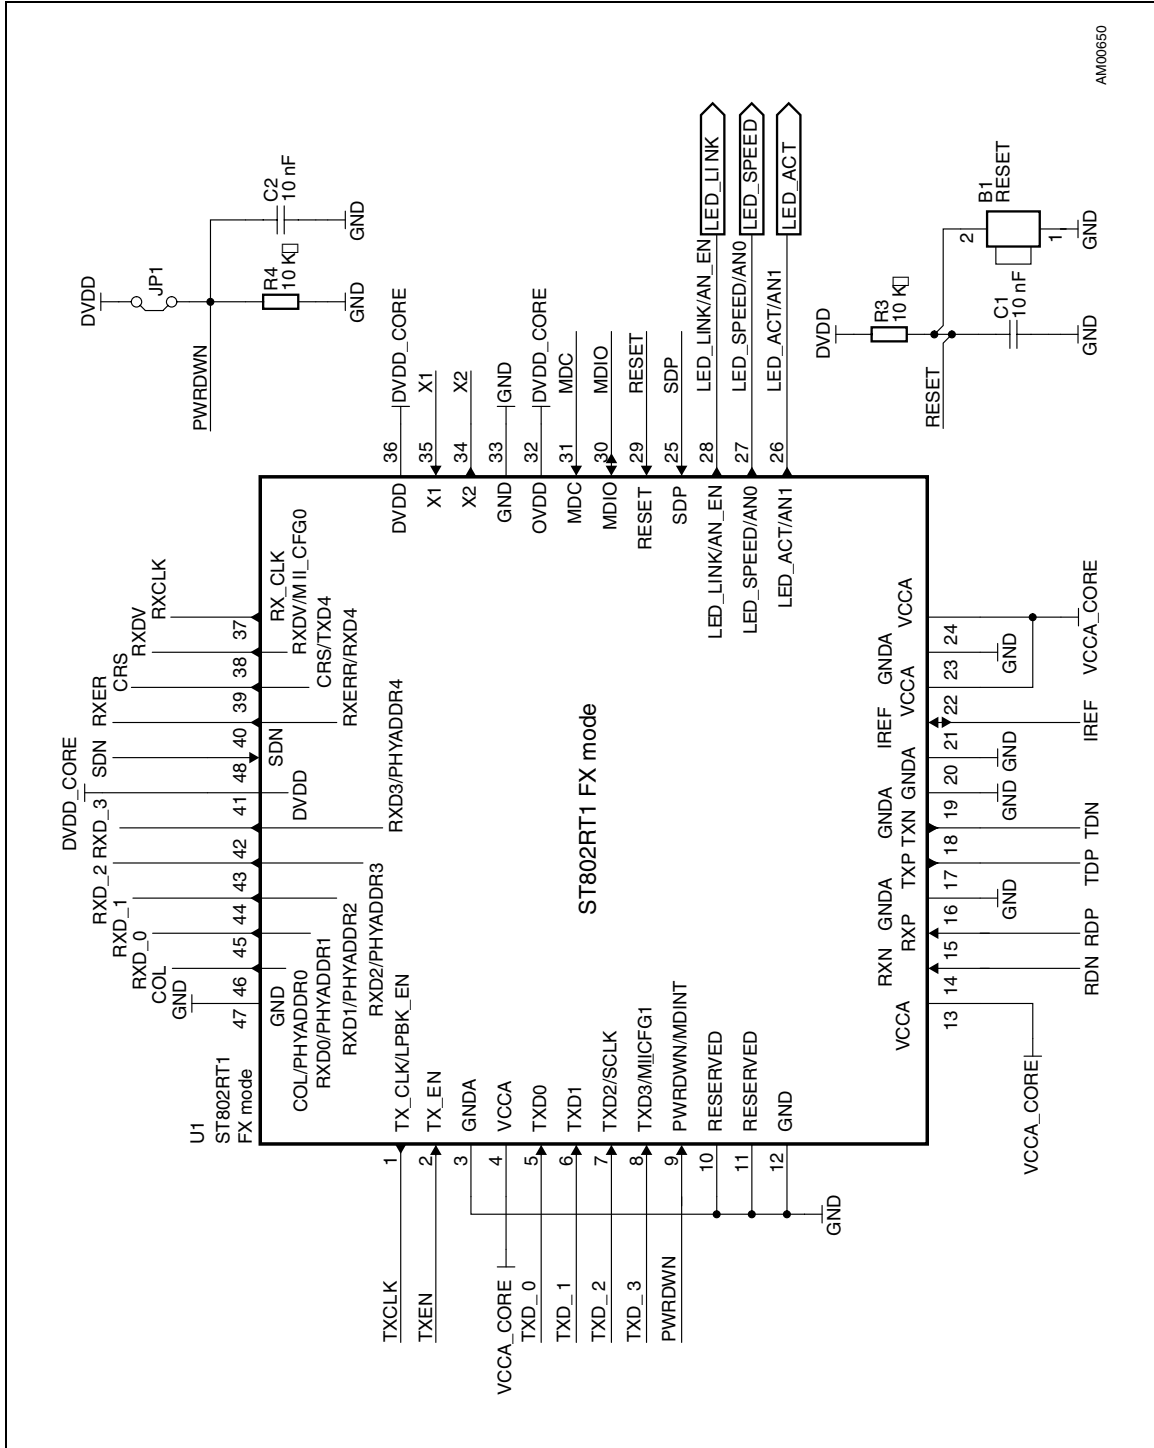 AM00650
DVDD
JP1
PWRDWN
R4
10 K□
C2
10 nF
GND
GND
DVDD
R3
10 K□
RESET
C1
10 nF
GND
B1
RESET
2
1
GND
LED_LINK
LED_SPEED
LED_ACT
LED_LINK/AN_EN
LED_SPEED/AN0
LED_ACT/AN1
DVDD_CORE
X1
X2
GND
DVDD_CORE
MDC
MDIO
RESET
SDP
36
35
34
33
32
31
30
29
25
28
27
26
DVDD
X1
X2
GND
OVDD
MDC
MDIO
RESET
SDP
LED_LINK/AN_EN
LED_SPEED/AN0
LED_ACT/AN1
RXCLK
RXDV
CRS
RXER
SDN
DVDD_CORE
RXD_3
RXD_2
RXD_1
RXD_0
COL
GND
37
38
39
40
48
41
42
43
44
45
46
47
RX_CLK
RXDV/MII_CFG0
CRS/TXD4
RXERR/RXD4
SDN
DVDD
RXD3/PHYADDR4
RXD2/PHYADDR3
RXD1/PHYADDR2
RXD0/PHYADDR1
COL/PHYADDR0
GND
ST802RT1 FX mode
U1
ST802RT1
FX mode
TX_CLK/LPBK_EN
TX_EN
GNDA
VCCA
TXD0
TXD1
TXD2/SCLK
TXD3/MIICFG1
PWRDWN/MDINT
RESERVED
RESERVED
GND
1
2
3
4
5
6
7
8
9
10
11
12
TXCLK
TXEN
VCCA_CORE
TXD_0
TXD_1
TXD_2
TXD_3
PWRDWN
GND
VCCA
RXN
RXP
GNDA
TXP
TXN
GNDA
GNDA
IREF
VCCA
GNDA
VCCA
13
14
15
16
17
18
19
20
21
22
23
24
VCCA_CORE
RDN
RDP
GND
TDP
TDN
GND
GND
IREF
GND
VCCA_CORE